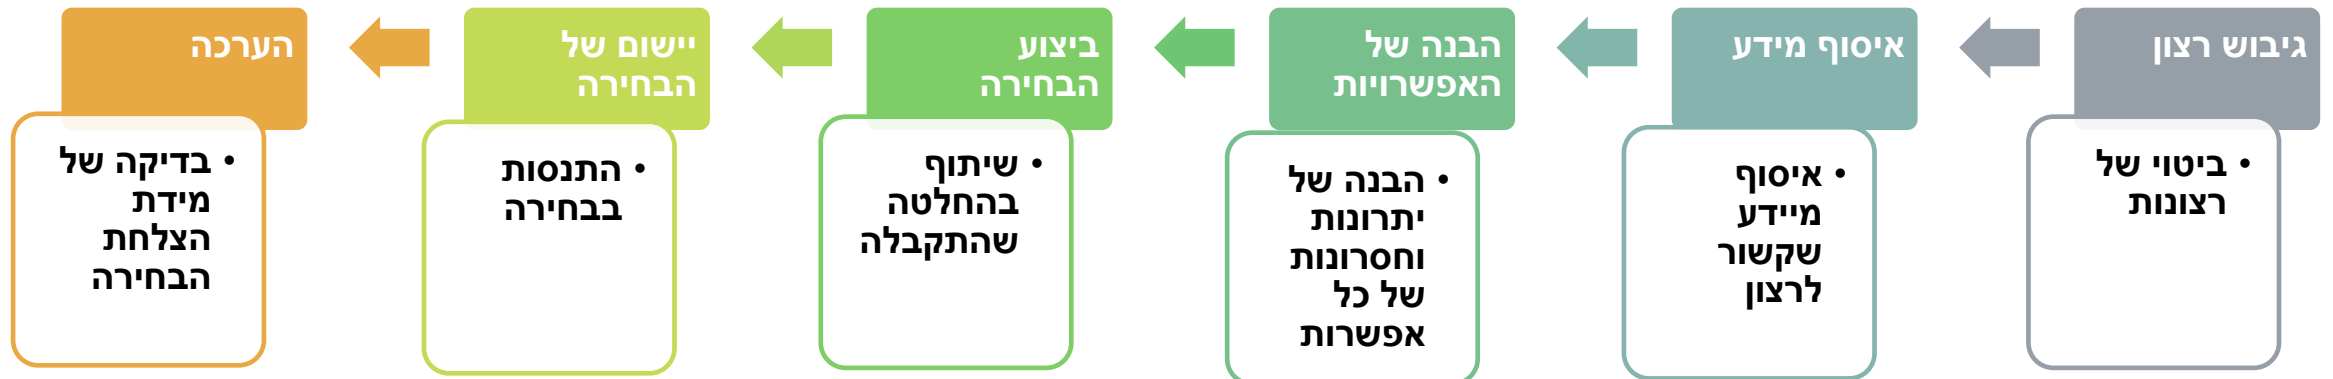 גיבוש רצון
• ביטוי של
רצונות
איסוף מידע
• איסוף
מיידע
שקשור
לרצון
הבנה של
האפשרויות
• הבנה של
יתרונות
וחסרונות
של כל
אפשרות
ביצוע
הבחירה
• שיתוף
בהחלטה
שהתקבלה
יישום של
הבחירה
• התנסות
בבחירה
הערכה
• בדיקה של
מידת
הצלחת
הבחירה